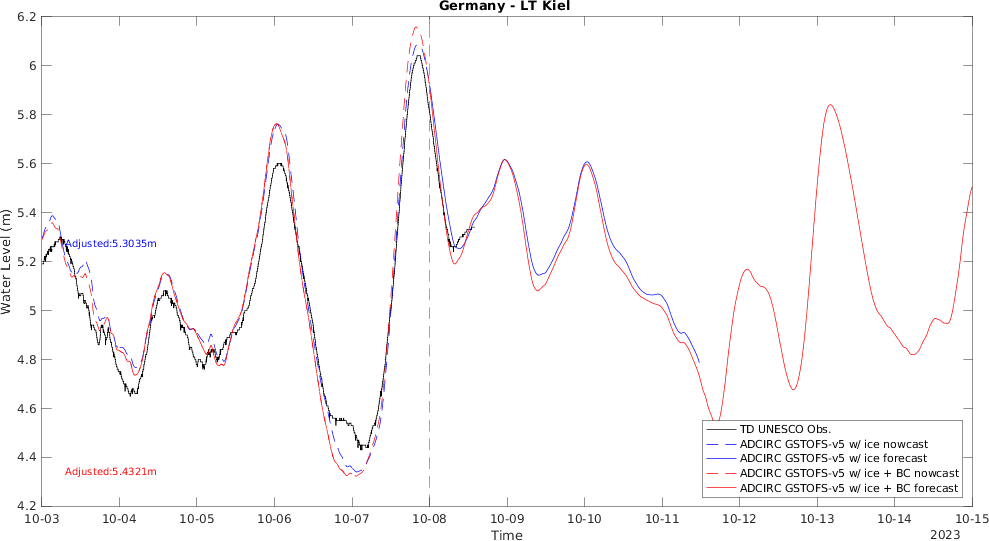 Germany - LT Kiel
6.2
6
5.8
5.6
5.4
5.2
5
4.8
4.6
4.4
4.2
Water Level (m)
Adjusted:5.3035m
Adjusted:5.4321m
TD UNESCO Obs.
ADCIRC GSTOFS-v5 w/ ice nowcast
ADCIRC GSTOFS-v5 w/ ice forecast
ADCIRC GSTOFS-v5 w/ ice + BC nowcast
ADCIRC GSTOFS-v5 w/ ice + BC forecast
10-03 10-04 10-05 10-06 10-07 10-08 10-09 10-10 10-11 10-12 10-13 10-14 10-15
Time
2023